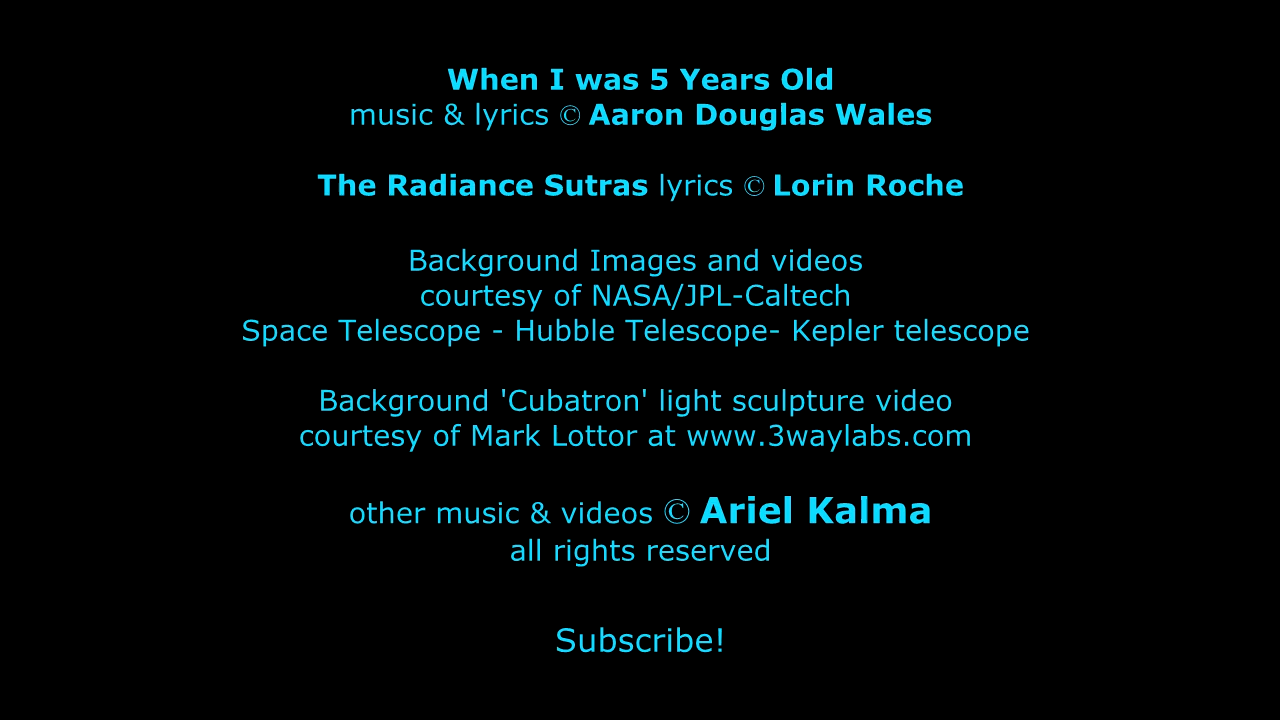 When I was 5 Years Old
music & lyrics © Aaron Douglas Wales
The Radiance Sutras lyrics © Lorin Roche
Background Images and videos
courtesy of NASA/JPL-Caltech
Space Telescope - Hubble Telescope- Kepler telescope
Background 'Cubatron' light sculpture video
courtesy of Mark Lottor at www.3waylabs.com
other music & videos © Ariel Kalma
all rights reserved
Subscribe!